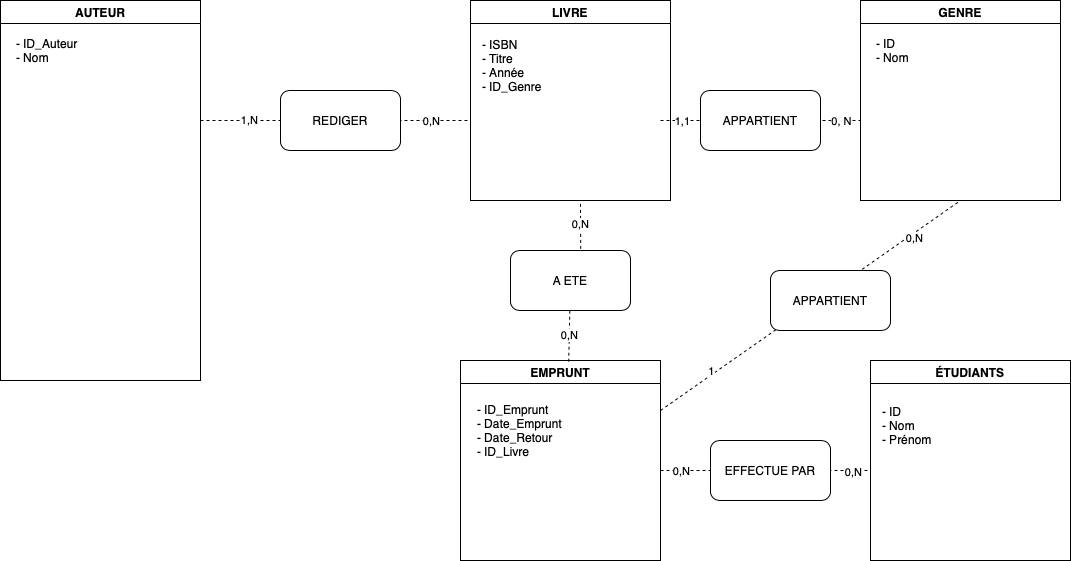 AUTEUR
- ID_Auteur
- Nom
1,N
REDIGER
0,N
LIVRE
- ISBN
- Titre
- Année
- ID_Genre
1,1
APPARTIENT
0, N
GENRE
- ID
- Nom
0,N
A ETE
0,N
0,N
APPARTIENT
1
EMPRUNT
- ID_Emprunt
- Date_Emprunt
- Date_Retour
- ID_Livre
0,N
EFFECTUE PAR
0,N
ÉTUDIANTS
- ID
- Nom
- Prénom